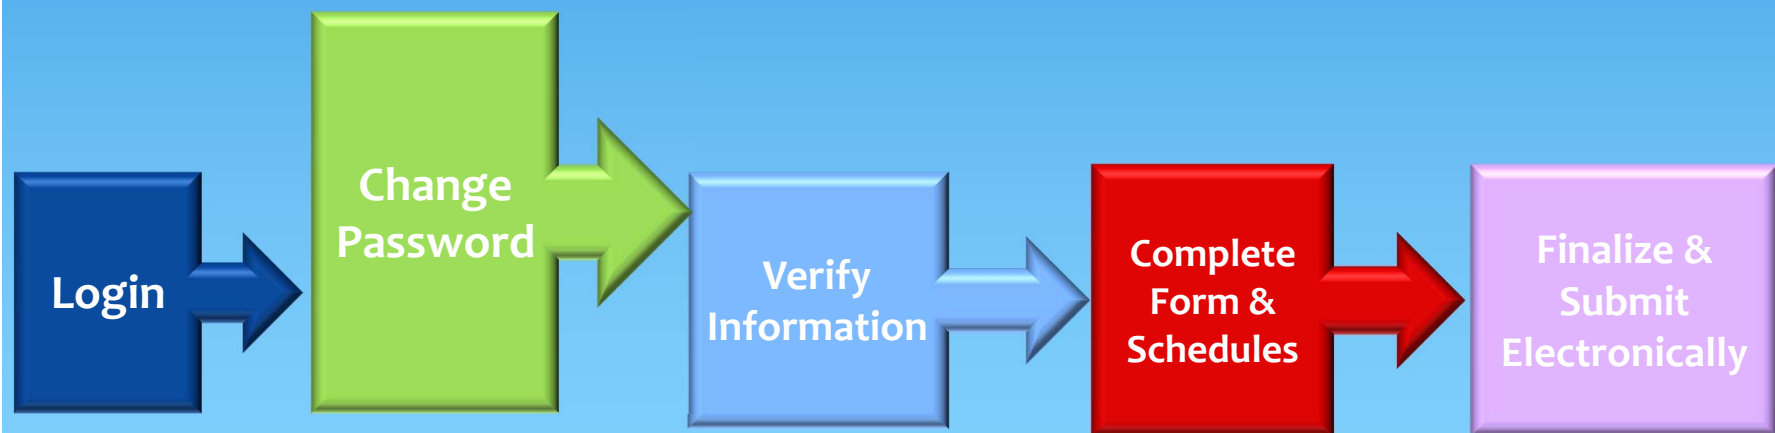 Login
Change
Password
Verify
Information
Complete
Form &
Schedules
Finalize &
Submit
Electronically